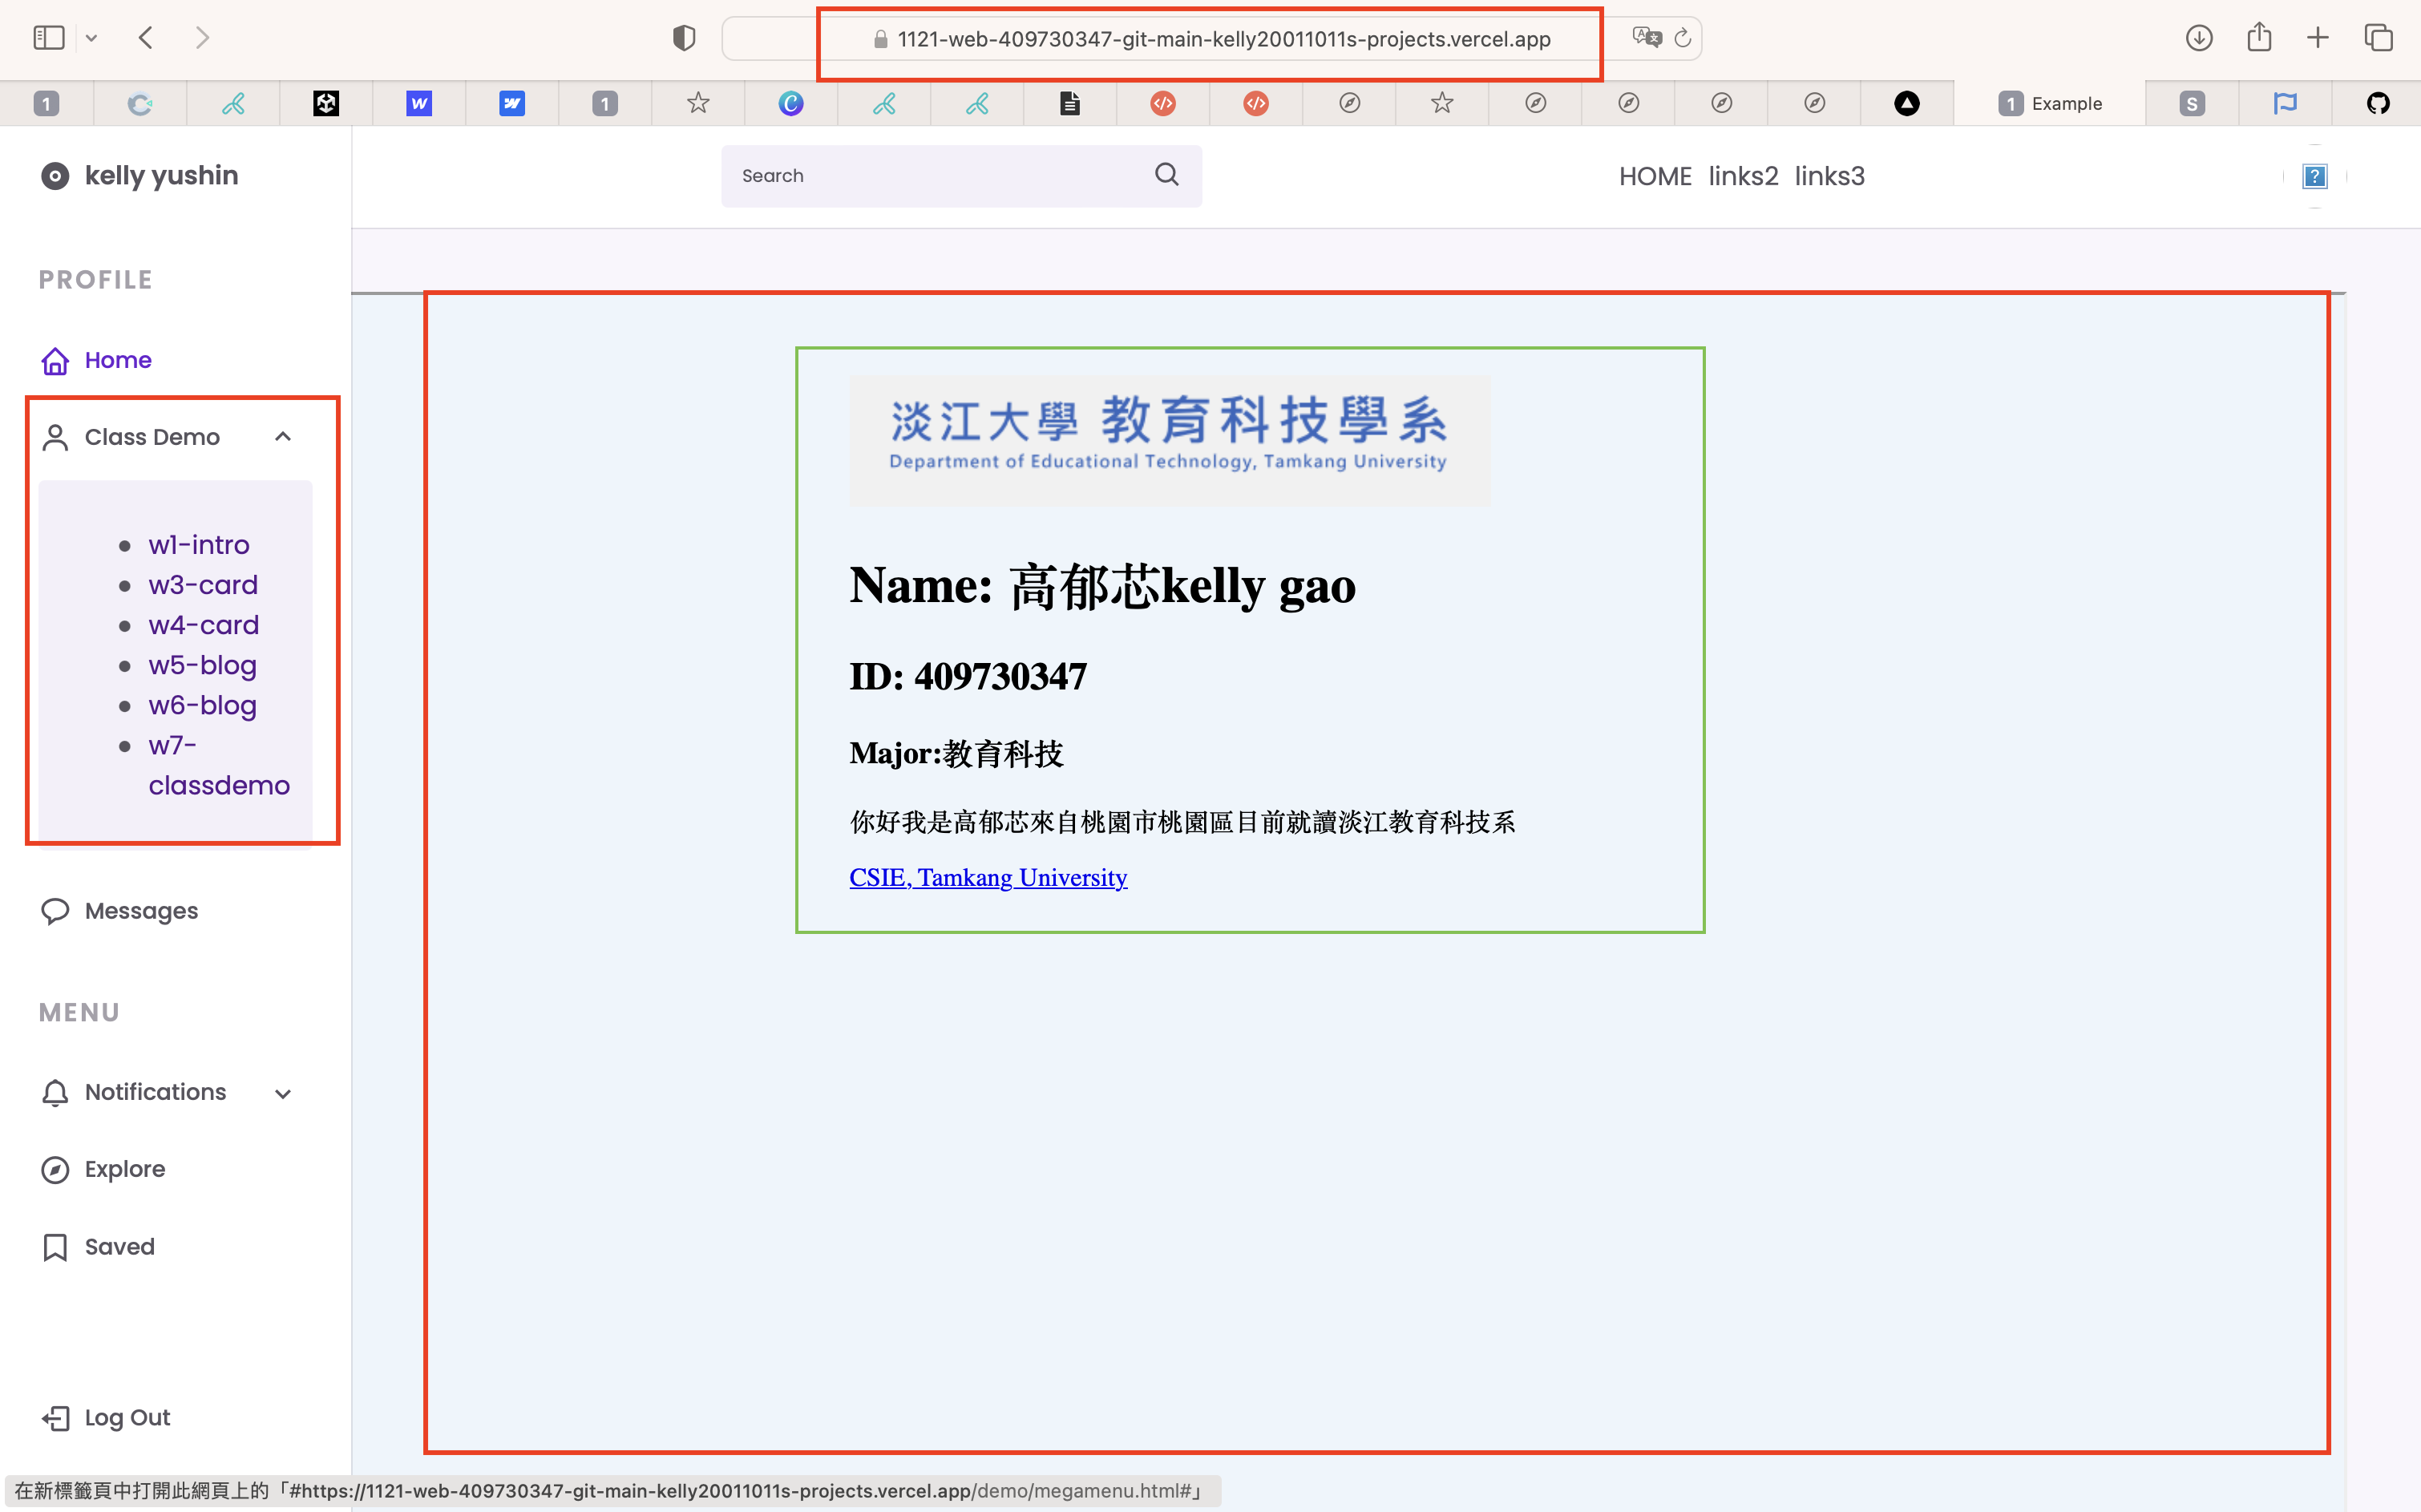 1121-web-409730347-git-main-kelly20011011s-projects.vercel.app
1 1 1 Example S
kelly yushin
Search
HOME links2 links3
PROFILE
Home
Class Demo
w1-intro
w3-card
w4-card
w5-blog
w6-blog
w7-
classdemo
Messages
MENU
Notifications
Explore
Saved
Log Out
淡江大學 教育科技學系
Department of Educational Technology, Tamkang University
Name: 高郁芯kelly gao
ID: 409730347
Major:教育科技
你好我是高郁芯來自桃園市桃園區目前就讀淡江教育科技系
CSIE, Tamkang University
在新標籤頁中打開此網頁上的「#https://1121-web-409730347-git-main-kelly20011011s-projects.vercel.app/demo/megamenu.html#」